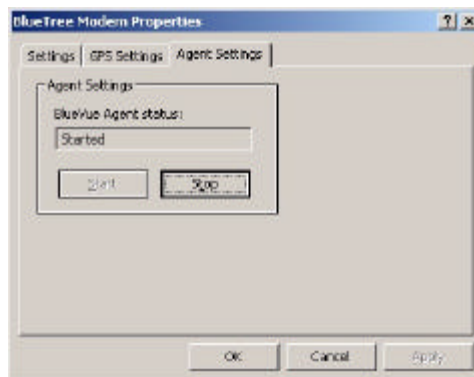 BlueTree Modem Properties
Settings GPS Settings Agent Settings
Agent Settings
BlueVue Agent status:
Started
Start Stop
OK Cancel Apply